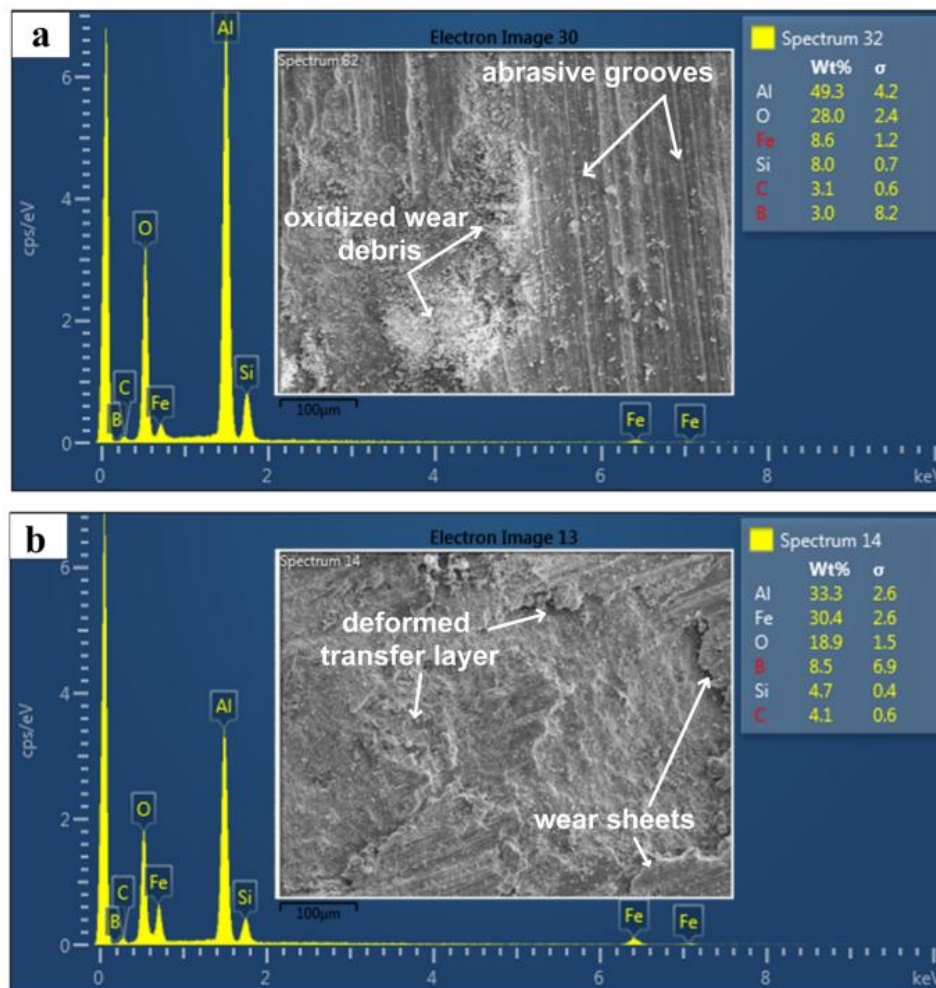 a
Electron Image 30
Spectrum 32
abrasive grooves
oxidized wear
debris
100µm
cps/eV
6
4
2
0
Al
O
C
B
Fe
Si
Fe
Fe
0
2
4
6
8
keV
Spectrum 32
Wt% σ
Al 49.3 4.2
O 28.0 2.4
Fe 8.6 1.2
Si 8.0 0.7
C 3.1 0.6
B 3.0 8.2
b
Electron Image 13
Spectrum 14
deformed
transfer layer
wear sheets
100µm
cps/eV
6
4
2
0
Al
O
C
B
Fe
Si
Fe
Fe
0
2
4
6
8
keV
Spectrum 14
Wt% σ
Al 33.3 2.6
Fe 30.4 2.6
O 18.9 1.5
B 8.5 6.9
Si 4.7 0.4
C 4.1 0.6